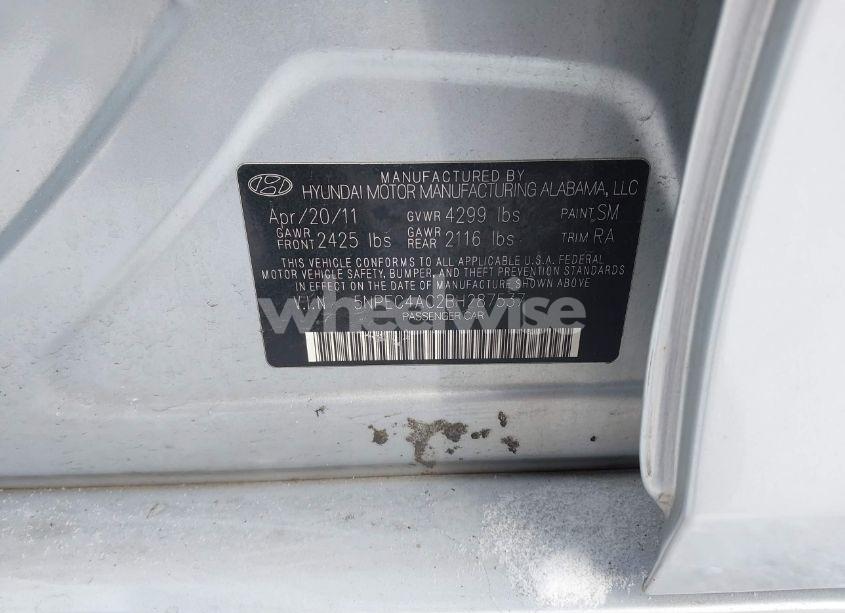 MANUFACTURED BY
HYUNDAI MOTOR MANUFACTURING ALABAMA, LLC
Apr/20/11 GVWR 4299 lbs PAINT SM
GAWR FRONT 2425 lbs GAWR REAR 2116 lbs TRIM RA
THIS VEHICLE CONFORMS TO ALL APPLICABLE U.S.A. FEDERAL
MOTOR VEHICLE SAFETY, BUMPER, AND THEFT PREVENTION STANDARDS
IN EFFECT ON THE DATE OF MANUFACTURE SHOWN ABOVE
V.I.N 5NPEC4AC2BH287537
wheelwise
PASSENGER CAR